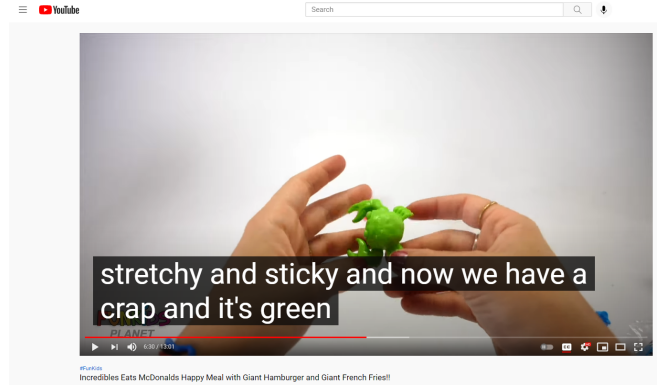 YouTube
Search
stretchy and sticky and now we have a
crap and it's green
PLANET
6:30 / 13:01
CC
#FunKids
Incredibles Eats McDonalds Happy Meal with Giant Hamburger and Giant French Fries!!